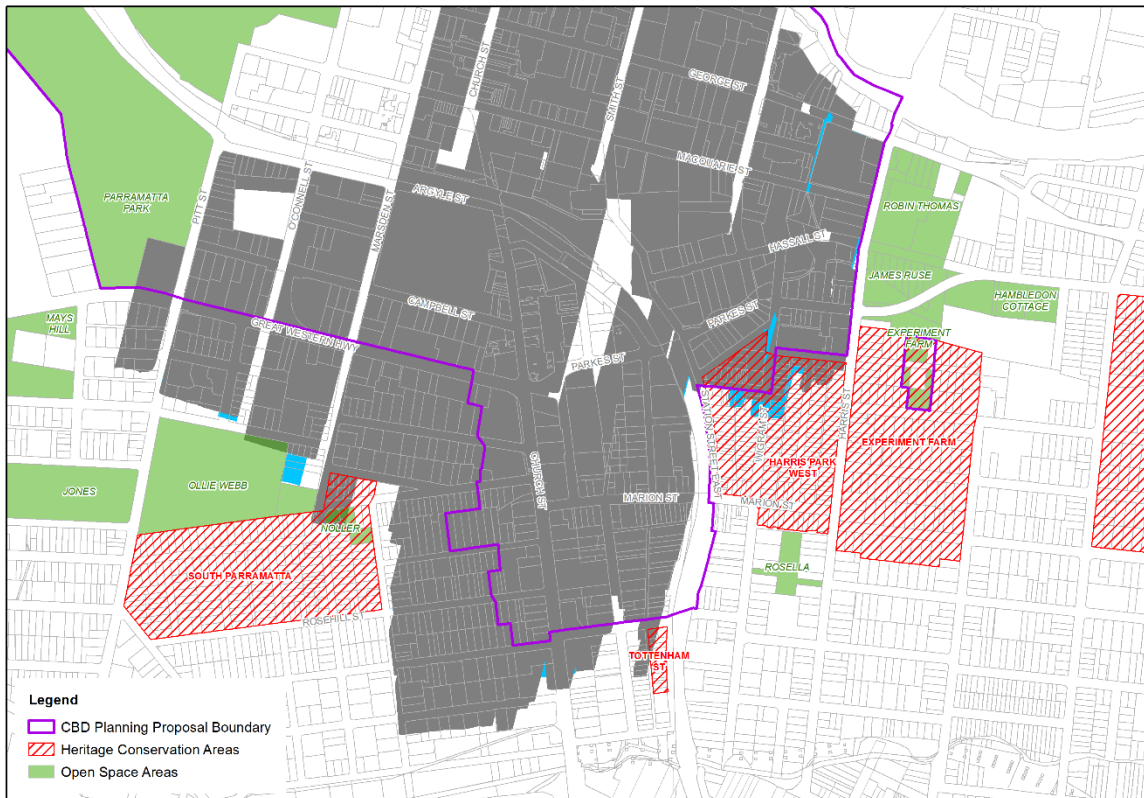 CHURCH ST
SMITH ST
GEORGE ST
MACQUARIE ST
ARGYLE ST
O'CONNELL ST
PITT ST
MARSDEN ST
PARRAMATTA
PARK
ROBIN THOMAS
HASSALL ST
JAMES RUSE
HAMBLEDON
COTTAGE
MAYS
HILL
CAMPBELL ST
GREAT WESTERN HWY
PARKES ST
PARKES ST
EXPERIMENT
FARM
STATION STREET EAST
WIGRAM ST
HARRIS ST
EXPERIMENT FARM
HARRIS PARK
WEST
CHURCH ST
MARION ST
MARION ST
JONES
OLLIE WEBB
NOLLER
ROSELLA
SOUTH PARRAMATTA
ROSEHILL ST
TOTTENHAM
ST
Legend
CBD Planning Proposal Boundary
Heritage Conservation Areas
Open Space Areas